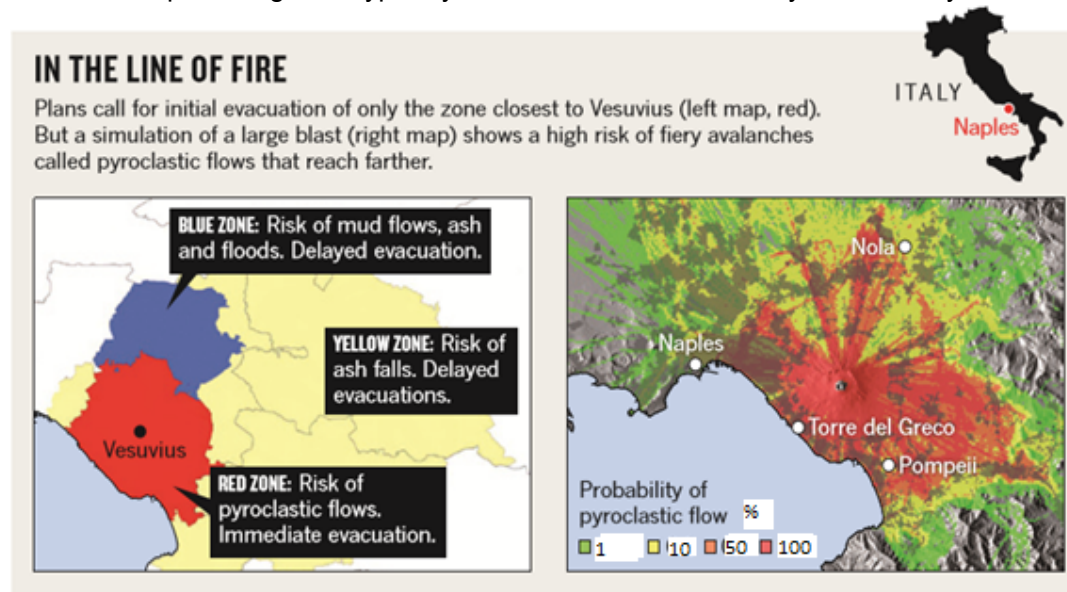 IN THE LINE OF FIRE
Plans call for initial evacuation of only the zone closest to Vesuvius (left map, red).
But a simulation of a large blast (right map) shows a high risk of fiery avalanches
called pyroclastic flows that reach farther.
ITALY
Naples
BLUE ZONE: Risk of mud flows, ash
and floods. Delayed evacuation.
YELLOW ZONE: Risk of
ash falls. Delayed
evacuations.
Vesuvius
RED ZONE: Risk of
pyroclastic flows.
Immediate evacuation.
Nola
Naples
Torre del Greco
Pompeii
Probability of
pyroclastic flow %
1 10 50 100